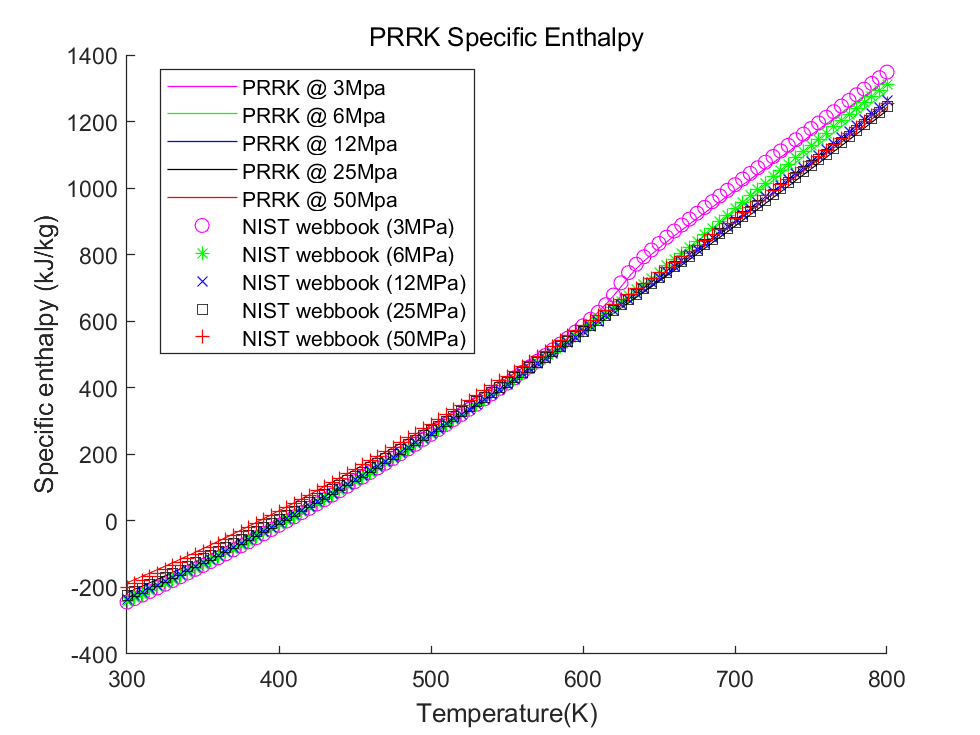 PRRK Specific Enthalpy
1400
1200
1000
800
600
400
200
0
-200
-400
Specific enthalpy (kJ/kg)
PRRK @ 3Mpa
PRRK @ 6Mpa
PRRK @ 12Mpa
PRRK @ 25Mpa
PRRK @ 50Mpa
NIST webbook (3MPa)
NIST webbook (6MPa)
NIST webbook (12MPa)
NIST webbook (25MPa)
NIST webbook (50MPa)
300 400 500 600 700 800
Temperature(K)